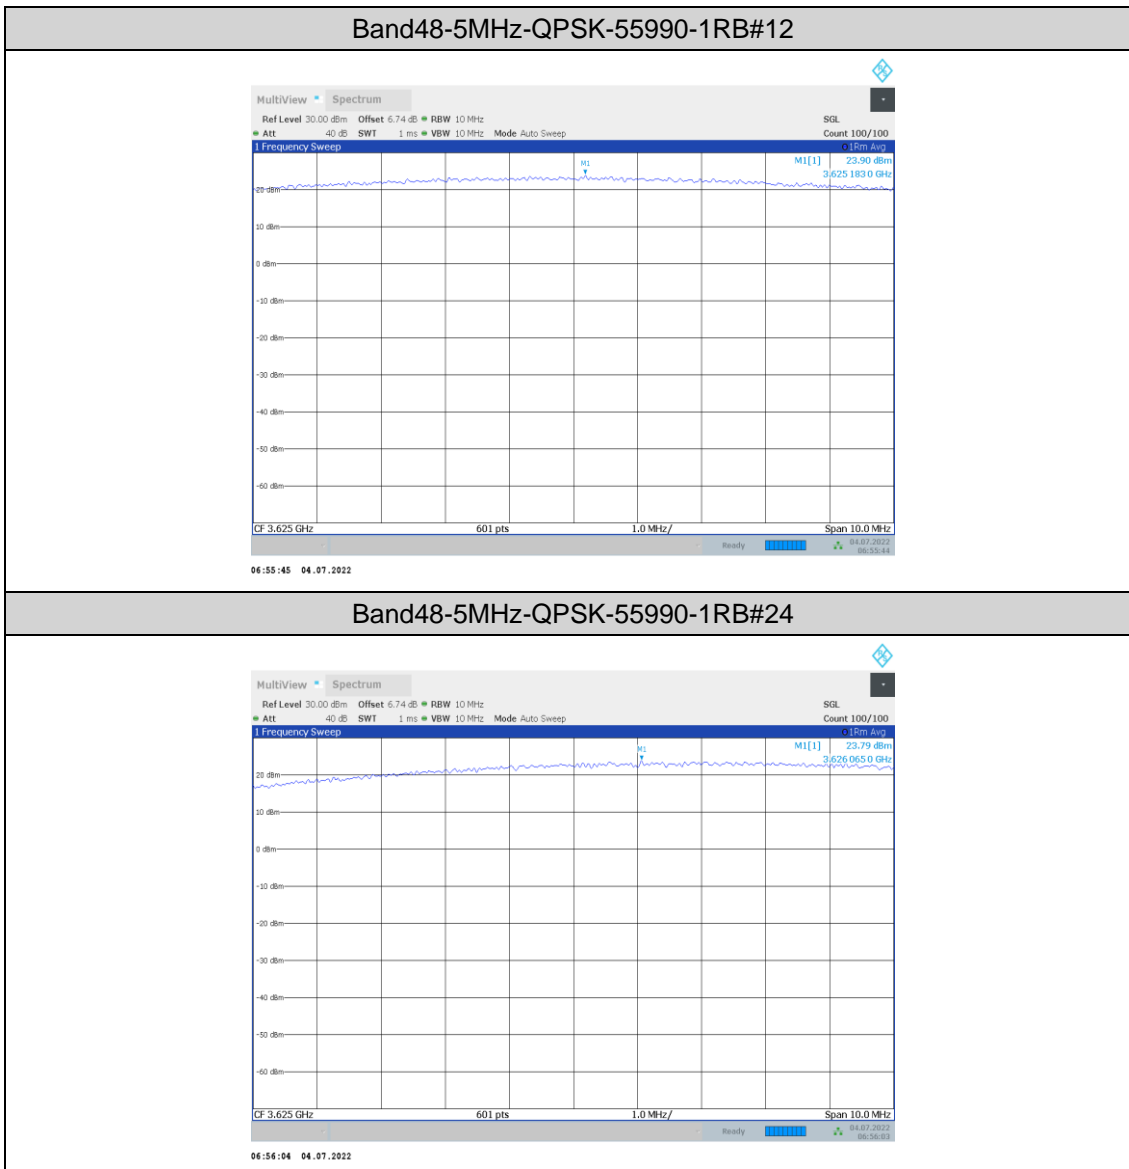 Band48-5MHz-QPSK-55990-1RB#12
MultiView Spectrum
Ref Level 30.00 dBm Offset 6.74 dB RBW 10 MHz SGL
Att 40 dB SWT 1 ms VBW 10 MHz Mode Auto Sweep Count 100/100
1 Frequency Sweep 1Rm Avg
M1[1] 23.90 dBm
3.625 183 0 GHz
M1
20 dBm
10 dBm
0 dBm
-10 dBm
-20 dBm
-30 dBm
-40 dBm
-50 dBm
-60 dBm
CF 3.625 GHz 601 pts 1.0 MHz/ Span 10.0 MHz
Ready 04.07.2022
06:55:44
06:55:45 04.07.2022
Band48-5MHz-QPSK-55990-1RB#24
MultiView Spectrum
Ref Level 30.00 dBm Offset 6.74 dB RBW 10 MHz SGL
Att 40 dB SWT 1 ms VBW 10 MHz Mode Auto Sweep Count 100/100
1 Frequency Sweep 1Rm Avg
M1[1] 23.79 dBm
3.626 065 0 GHz
M1
20 dBm
10 dBm
0 dBm
-10 dBm
-20 dBm
-30 dBm
-40 dBm
-50 dBm
-60 dBm
CF 3.625 GHz 601 pts 1.0 MHz/ Span 10.0 MHz
Ready 04.07.2022
06:56:03
06:56:04 04.07.2022